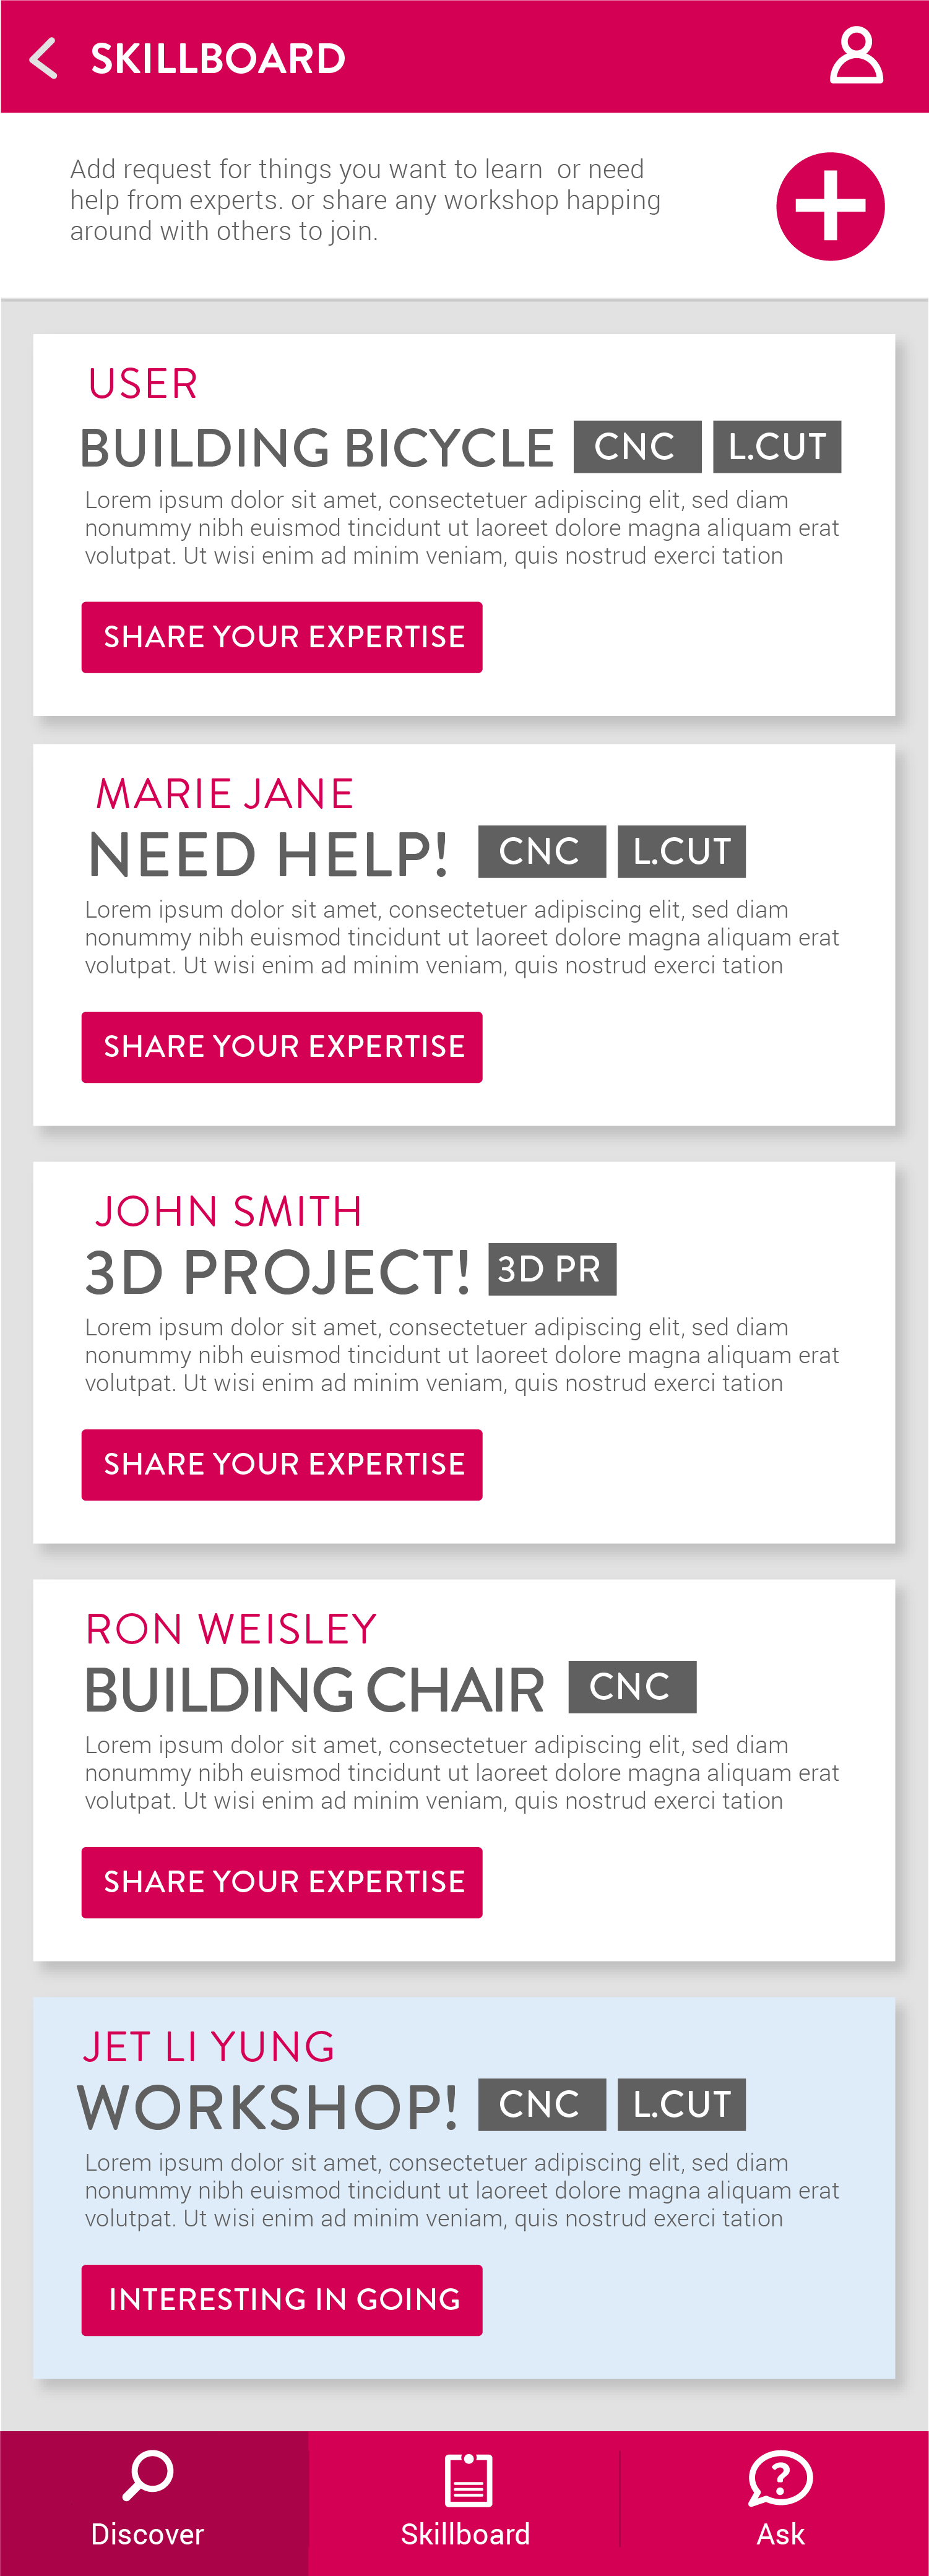 SKILLBOARD
Add request for things you want to learn  or need
help from experts. or share any workshop happing
around with others to join.
USER
BUILDING BICYCLE CNC L.CUT
Lorem ipsum dolor sit amet, consectetuer adipiscing elit, sed diam
nonummy nibh euismod tincidunt ut laoreet dolore magna aliquam erat
volutpat. Ut wisi enim ad minim veniam, quis nostrud exerci tation
SHARE YOUR EXPERTISE
MARIE JANE
NEED HELP! CNC L.CUT
Lorem ipsum dolor sit amet, consectetuer adipiscing elit, sed diam
nonummy nibh euismod tincidunt ut laoreet dolore magna aliquam erat
volutpat. Ut wisi enim ad minim veniam, quis nostrud exerci tation
SHARE YOUR EXPERTISE
JOHN SMITH
3D PROJECT! 3D PR
Lorem ipsum dolor sit amet, consectetuer adipiscing elit, sed diam
nonummy nibh euismod tincidunt ut laoreet dolore magna aliquam erat
volutpat. Ut wisi enim ad minim veniam, quis nostrud exerci tation
SHARE YOUR EXPERTISE
RON WEISLEY
BUILDING CHAIR CNC
Lorem ipsum dolor sit amet, consectetuer adipiscing elit, sed diam
nonummy nibh euismod tincidunt ut laoreet dolore magna aliquam erat
volutpat. Ut wisi enim ad minim veniam, quis nostrud exerci tation
SHARE YOUR EXPERTISE
JET LI YUNG
WORKSHOP! CNC L.CUT
Lorem ipsum dolor sit amet, consectetuer adipiscing elit, sed diam
nonummy nibh euismod tincidunt ut laoreet dolore magna aliquam erat
volutpat. Ut wisi enim ad minim veniam, quis nostrud exerci tation
INTERESTING IN GOING
Discover Skillboard Ask